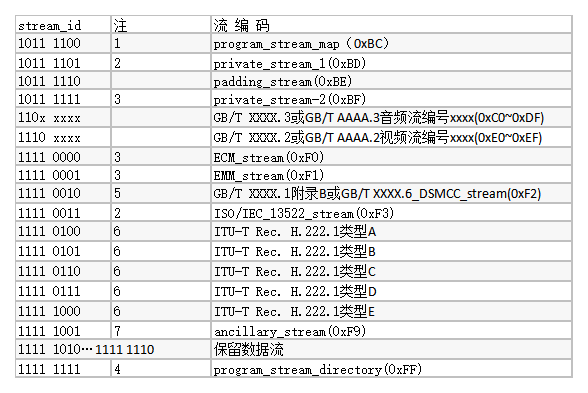 stream_id 注 流 编 码
1011 1100 1 program_stream_map（0xBC）
1011 1101 2 private_stream_1(0xBD)
1011 1110 padding_stream(0xBE)
1011 1111 3 private_stream-2(0xBF)
110x xxxx GB/T XXXX.3或GB/T AAAA.3音频流编号xxxx(0xC0~0xDF)
1110 xxxx GB/T XXXX.2或GB/T AAAA.2视频流编号xxxx(0xE0~0xEF)
1111 0000 3 ECM_stream(0xF0)
1111 0001 3 EMM_stream(0xF1)
1111 0010 5 GB/T XXXX.1附录B或GB/T XXXX.6_DSMCC_stream(0xF2)
1111 0011 2 ISO/IEC_13522_stream(0xF3)
1111 0100 6 ITU-T Rec. H.222.1类型A
1111 0101 6 ITU-T Rec. H.222.1类型B
1111 0110 6 ITU-T Rec. H.222.1类型C
1111 0111 6 ITU-T Rec. H.222.1类型D
1111 1000 6 ITU-T Rec. H.222.1类型E
1111 1001 7 ancillary_stream(0xF9)
1111 1010…1111 1110 保留数据流
1111 1111 4 program_stream_directory(0xFF)